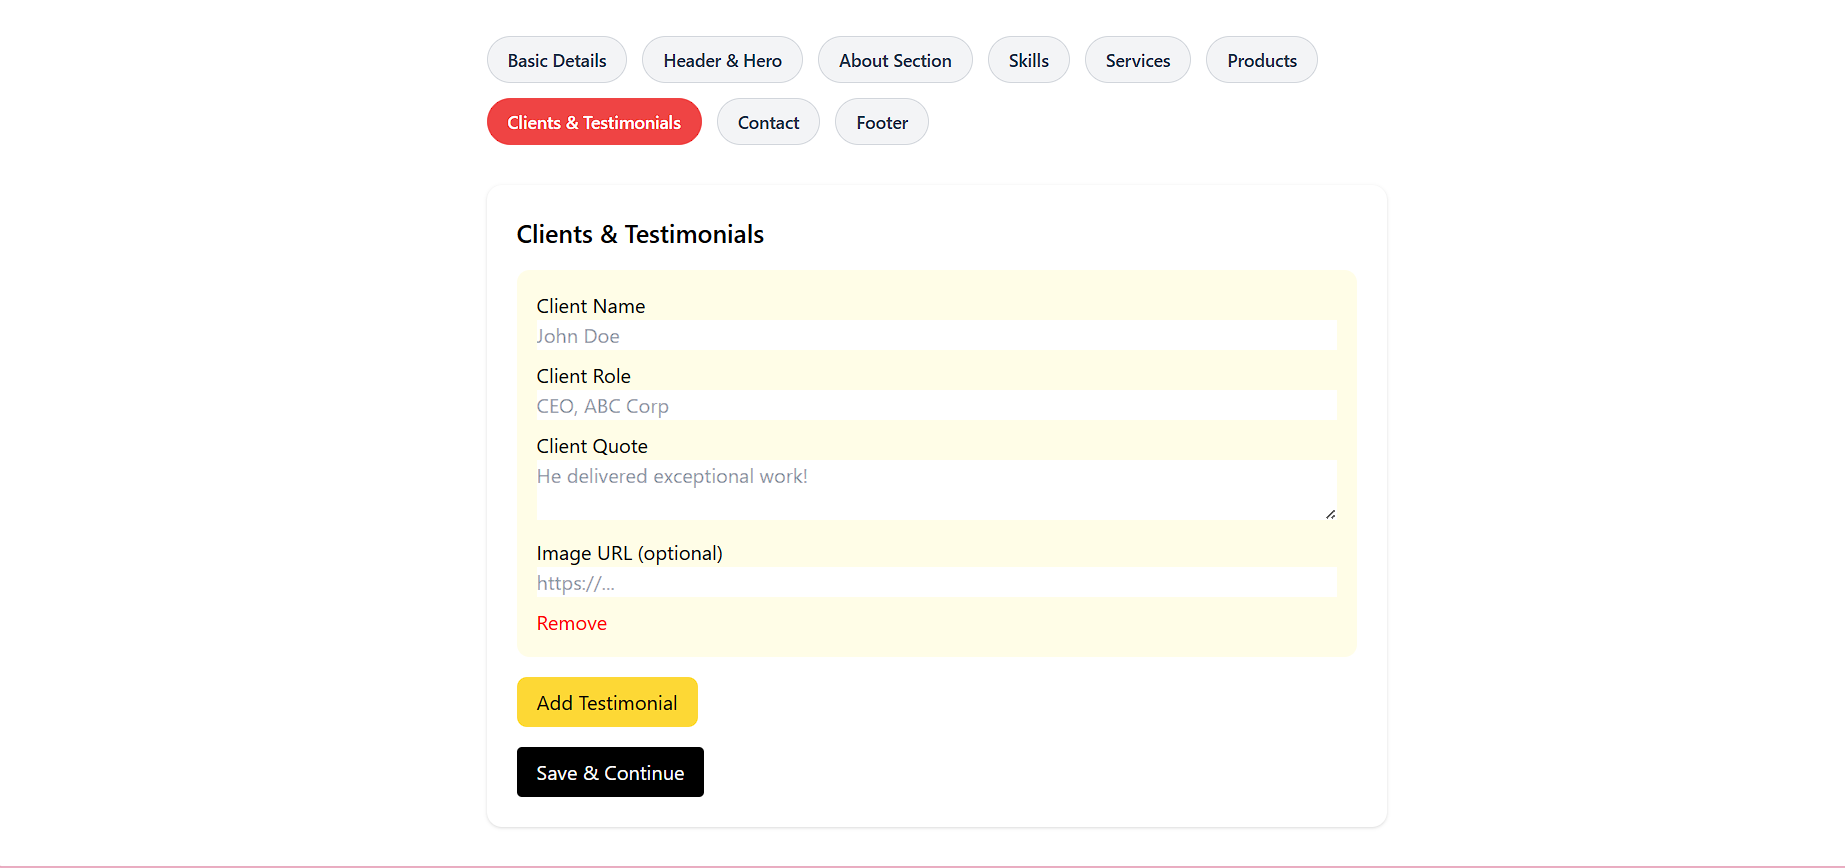 Basic Details Header & Hero About Section Skills Services Products
Clients & Testimonials Contact Footer
Clients & Testimonials
Client Name
John Doe
Client Role
CEO, ABC Corp
Client Quote
He delivered exceptional work!
Image URL (optional)
https://...
Remove
Add Testimonial
Save & Continue